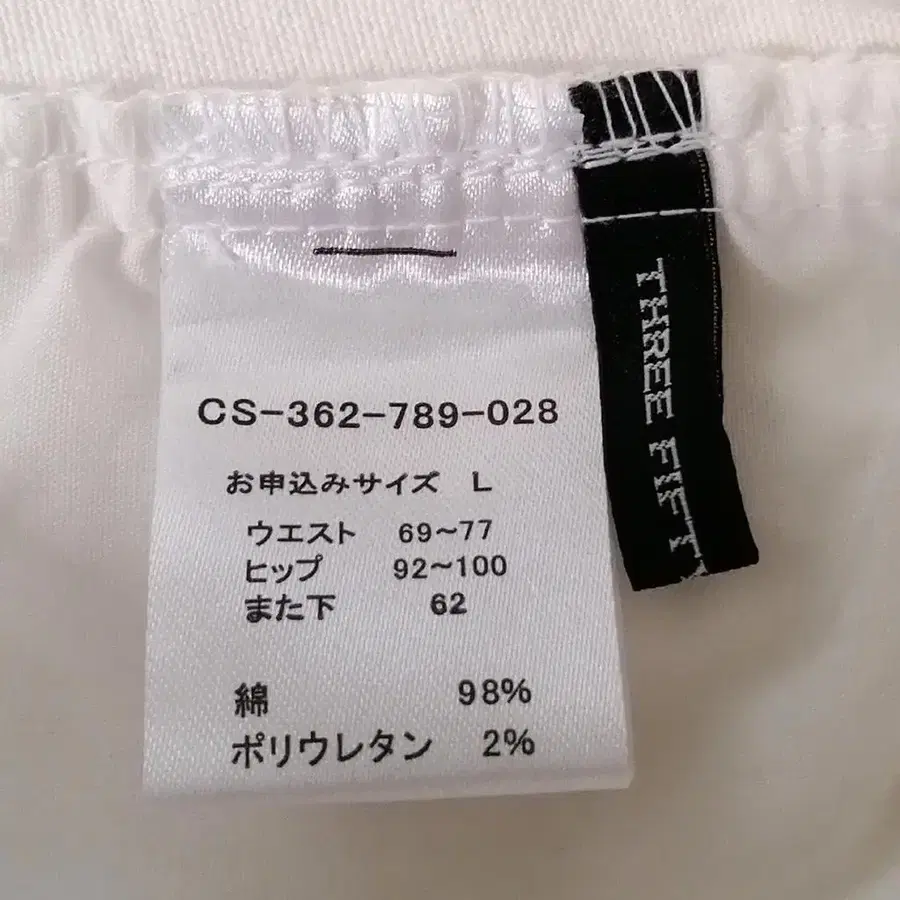 CS-362-789-028
お申込みサイズ L
ウエスト 69～77
ヒップ 92～100
また下 62
綿 98%
ポリウレタン 2%
THREE FIFTY